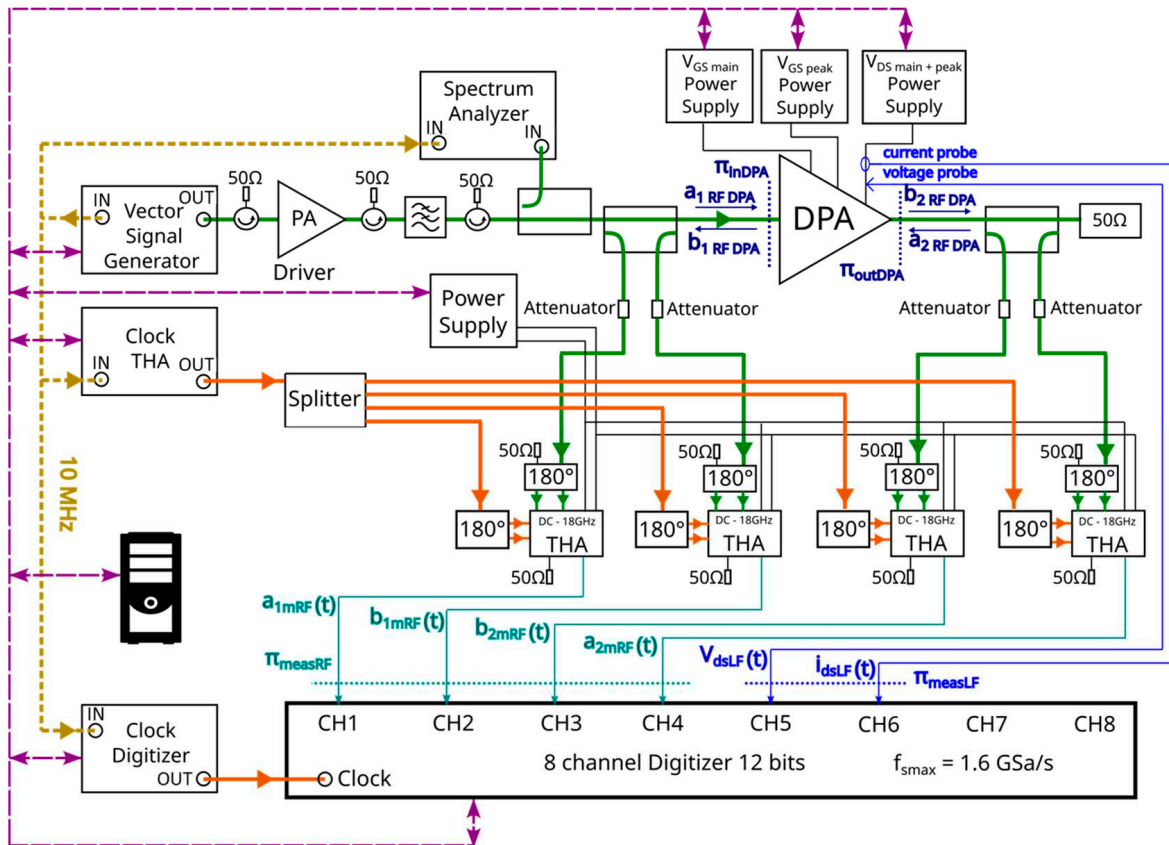 V_GS main
Power
Supply
V_GS peak
Power
Supply
V_DS main + peak
Power
Supply
Spectrum
Analyzer
IN
IN
current probe
voltage probe
π_inDPA
a_1 RF DPA
b_1 RF DPA
DPA
b_2 RF DPA
a_2 RF DPA
π_outDPA
50Ω
IN
OUT
Vector
Signal
Generator
50Ω
PA
Driver
50Ω
50Ω
Power
Supply
Attenuator
Attenuator
Attenuator
Attenuator
Clock
THA
IN
OUT
Splitter
10 MHz
50Ω
180°
180°
DC - 18GHz
THA
50Ω
50Ω
180°
180°
DC - 18GHz
THA
50Ω
50Ω
180°
180°
DC - 18GHz
THA
50Ω
50Ω
180°
180°
DC - 18GHz
THA
50Ω
a_1mRF(t)
b_1mRF(t)
b_2mRF(t)
a_2mRF(t)
V_dsLF(t)
i_dsLF(t)
π_measRF
π_measLF
IN
Clock
Digitizer
OUT
CH1
CH2
CH3
CH4
CH5
CH6
CH7
CH8
Clock
8 channel Digitizer 12 bits
f_smax = 1.6 GSa/s